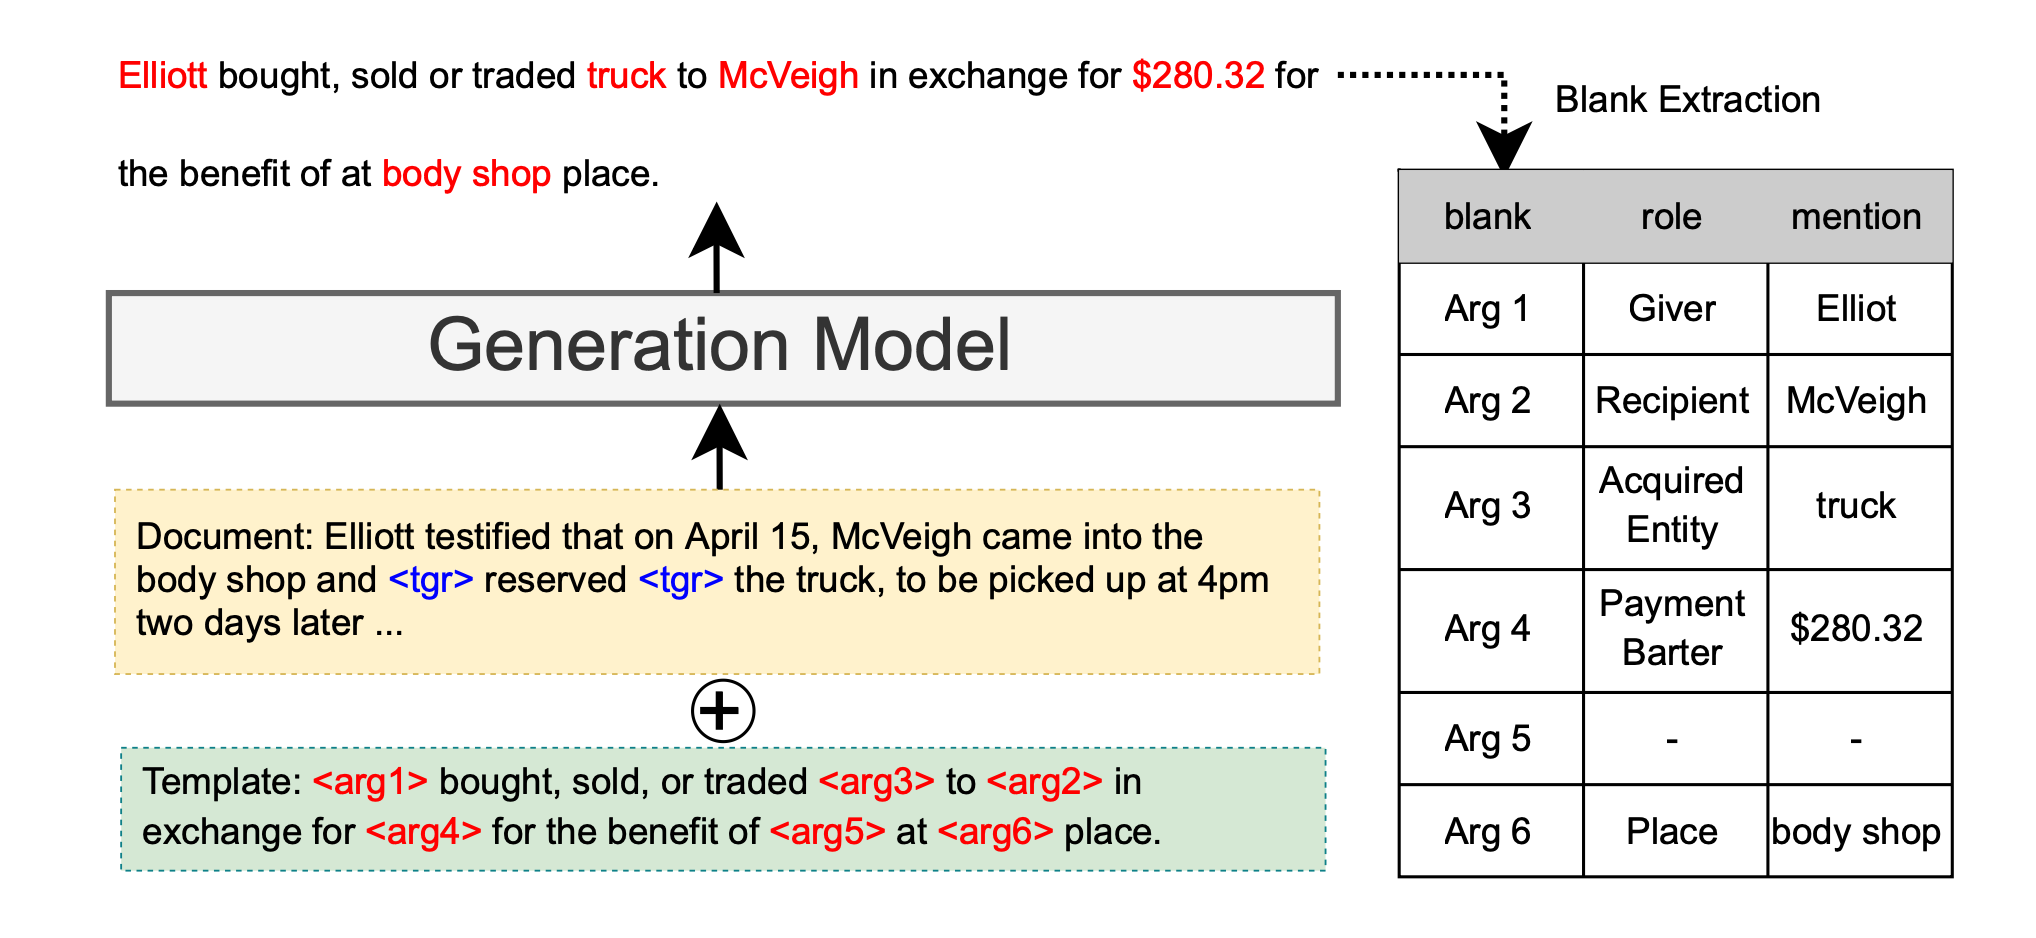 Elliott bought, sold or traded truck to McVeigh in exchange for $280.32 for
the benefit of at body shop place.
Blank Extraction
Generation Model
Document: Elliott testified that on April 15, McVeigh came into the
body shop and <tgr> reserved <tgr> the truck, to be picked up at 4pm
two days later ...
Template: <arg1> bought, sold, or traded <arg3> to <arg2> in
exchange for <arg4> for the benefit of <arg5> at <arg6> place.
blank role mention
Arg 1 Giver Elliot
Arg 2 Recipient McVeigh
Arg 3 Acquired Entity truck
Arg 4 Payment Barter $280.32
Arg 5 - -
Arg 6 Place body shop